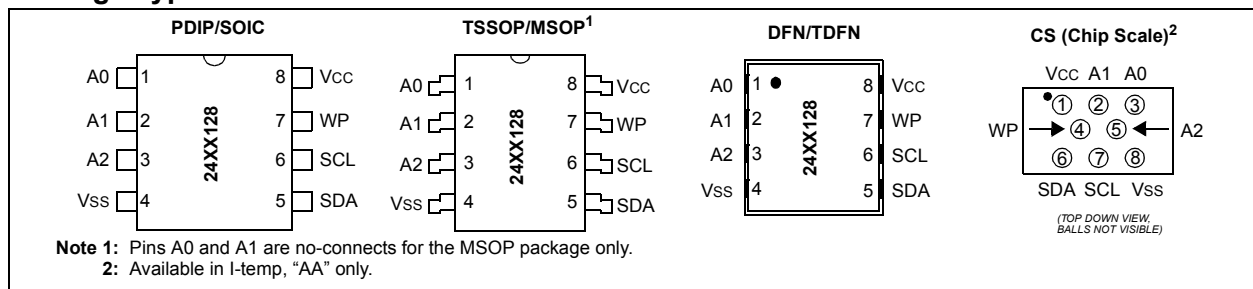 PDIP/SOIC
A0 1 8 VCC
A1 2 7 WP
A2 3 6 SCL
VSS 4 5 SDA
24XX128
TSSOP/MSOP1
A0 1 8 VCC
A1 2 7 WP
A2 3 6 SCL
VSS 4 5 SDA
24XX128
DFN/TDFN
A0 1 8 VCC
A1 2 7 WP
A2 3 6 SCL
VSS 4 5 SDA
24XX128
CS (Chip Scale)2
VCC A1 A0
1 2 3
WP 4 5 A2
6 7 8
SDA SCL VSS
(TOP DOWN VIEW,
BALLS NOT VISIBLE)
Note 1: Pins A0 and A1 are no-connects for the MSOP package only.
2: Available in I-temp, “AA” only.